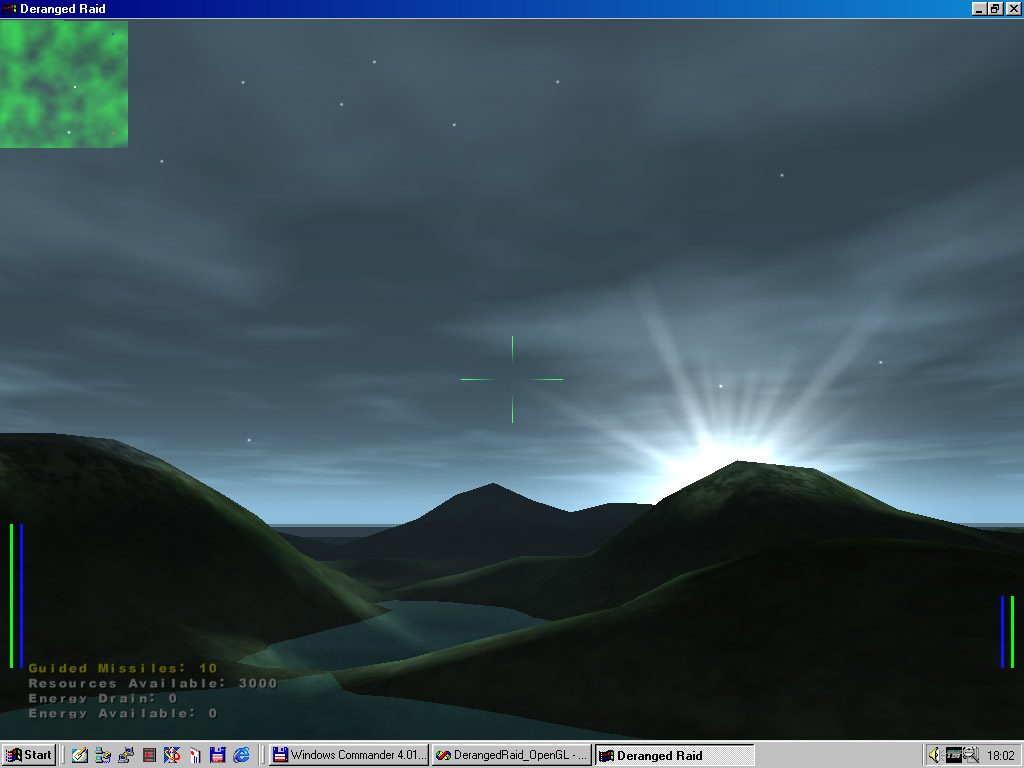 Deranged Raid
Guided Missiles: 10
Resources Available: 3000
Energy Drain: 0
Energy Available: 0
Start
Windows Commander 4.01...
DerangedRaid_OpenGL - ...
Deranged Raid
18:02